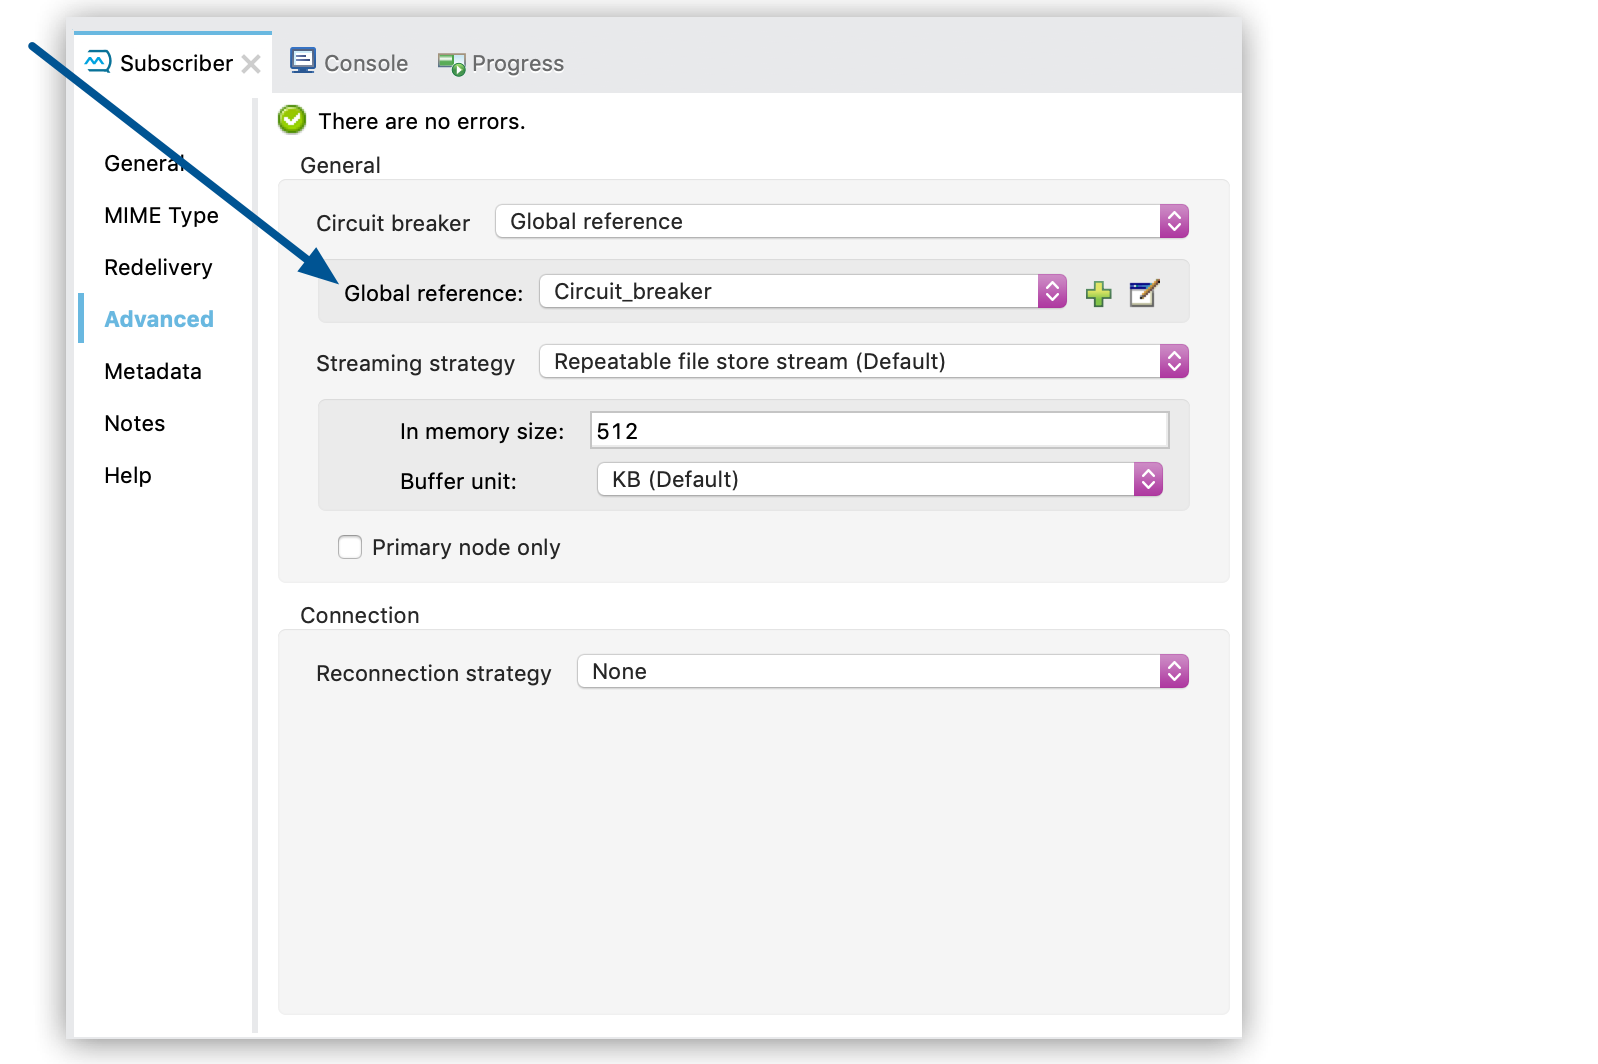 Subscriber Console Progress
There are no errors.
General
MIME Type
Redelivery
Advanced
Metadata
Notes
Help
General
Circuit breaker Global reference
Global reference: Circuit_breaker
Streaming strategy Repeatable file store stream (Default)
In memory size: 512
Buffer unit: KB (Default)
Primary node only
Connection
Reconnection strategy None